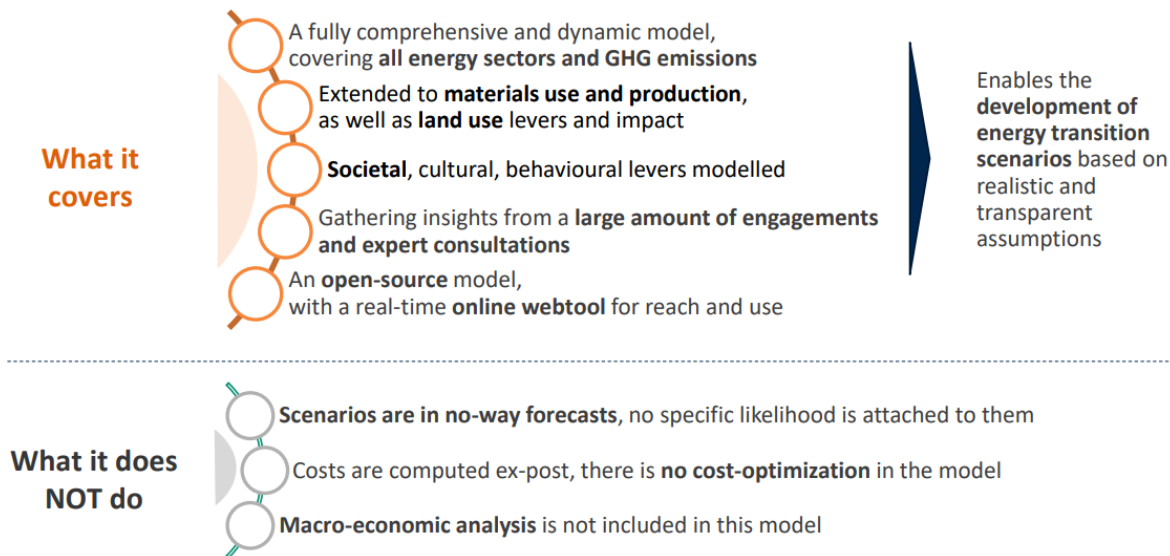 What it
covers
A fully comprehensive and dynamic model,
covering all energy sectors and GHG emissions
Extended to materials use and production,
as well as land use levers and impact
Societal, cultural, behavioural levers modelled
Gathering insights from a large amount of engagements
and expert consultations
An open-source model,
with a real-time online webtool for reach and use
Enables the
development of
energy transition
scenarios based on
realistic and
transparent
assumptions
What it does
NOT do
Scenarios are in no-way forecasts, no specific likelihood is attached to them
Costs are computed ex-post, there is no cost-optimization in the model
Macro-economic analysis is not included in this model